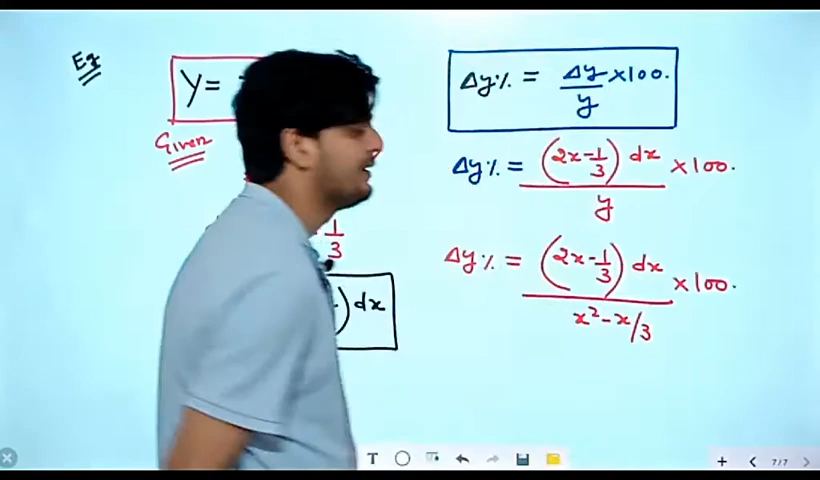 Ex
Y=
Given
1/3
) dx
Δy% = Δy/y ×100.
Δy% = (2x-1/3) dx / y ×100.
Δy% = (2x-1/3) dx / x² - x/3 ×100.
T
7/7